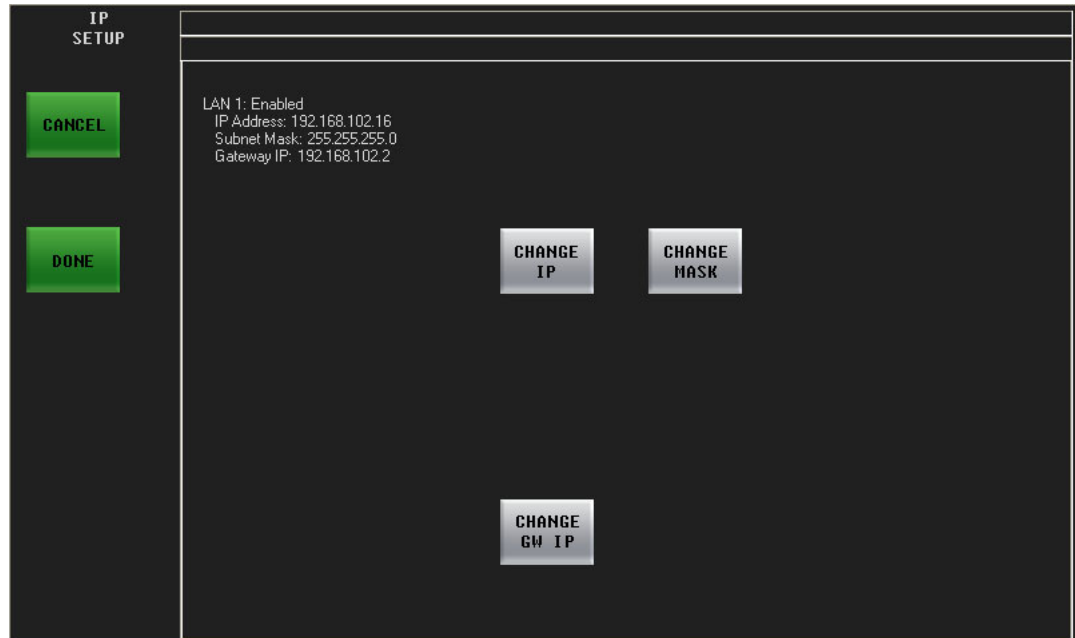 IP
SETUP
CANCEL
DONE
LAN 1: Enabled
IP Address: 192.168.102.16
Subnet Mask: 255.255.255.0
Gateway IP: 192.168.102.2
CHANGE
IP
CHANGE
MASK
CHANGE
GW IP